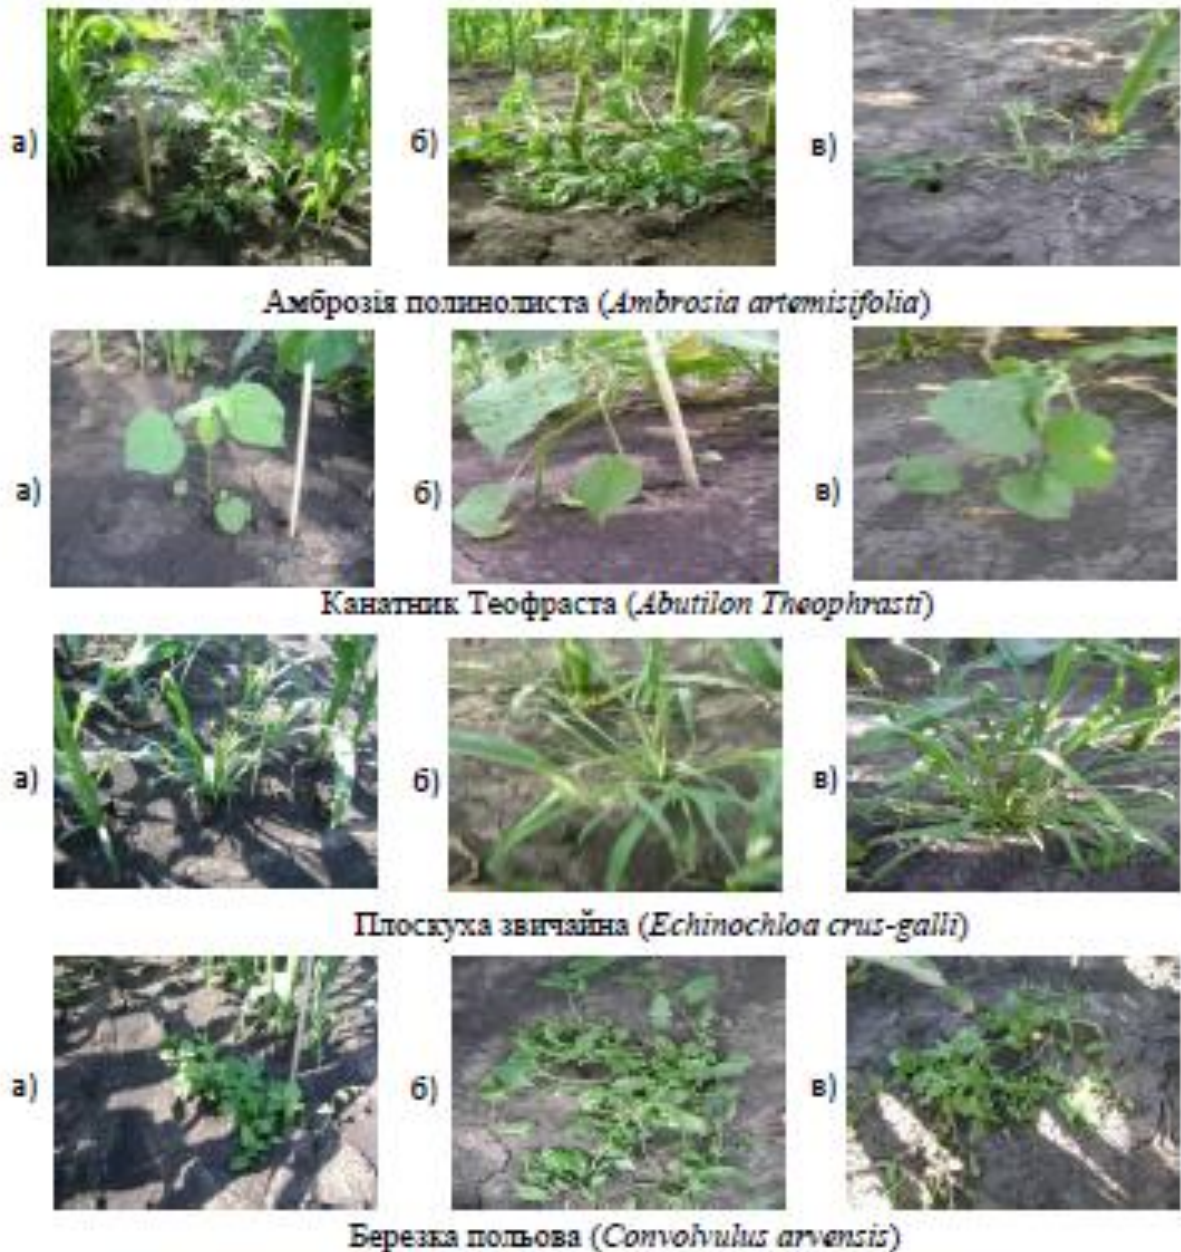 а) б) в)
Амброзія полинолиста (Ambrosia artemisifolia)
а) б) в)
Канатник Теофраста (Abutilon Theophrasti)
а) б) в)
Плоскуха звичайна (Echinochloa crus-galli)
а) б) в)
Березка польова (Convolvulus arvensis)